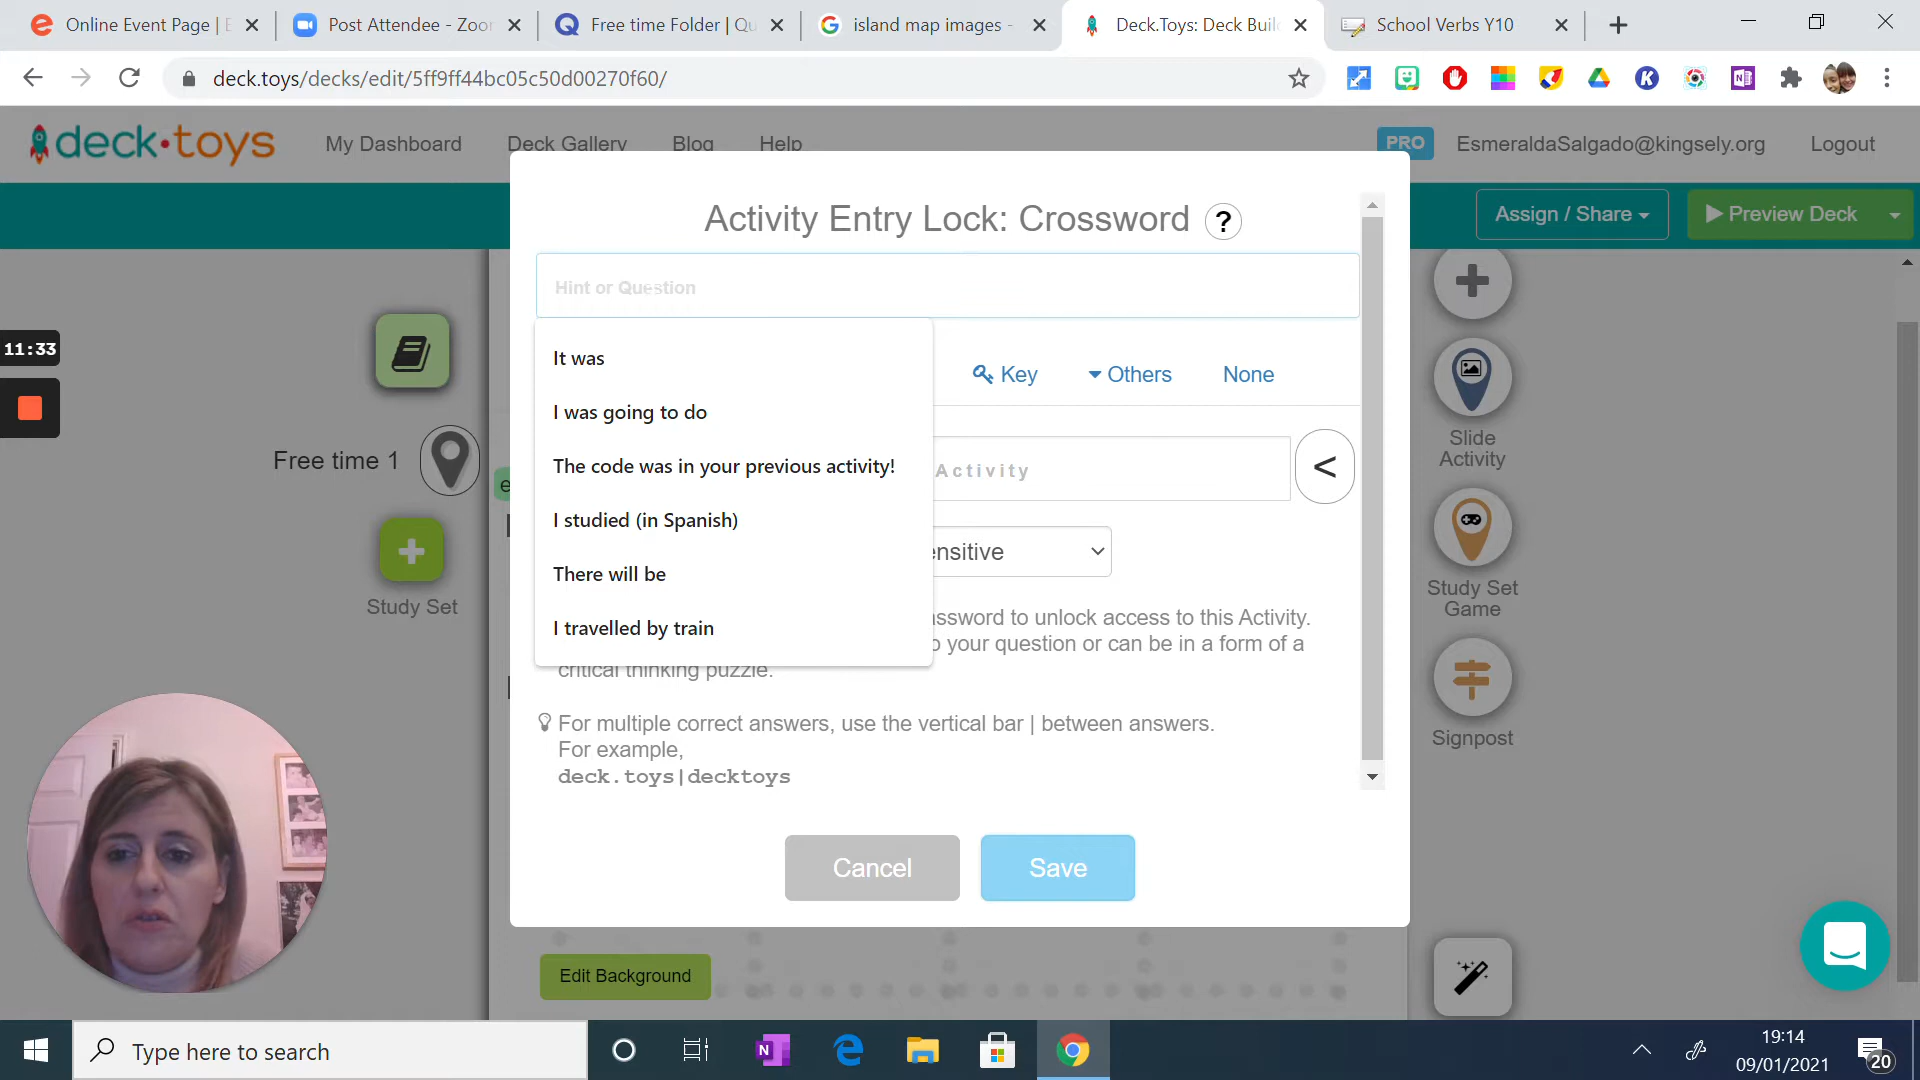 Online Event Page | E
Post Attendee - Zoor
Free time Folder | Qu
island map images -
Deck.Toys: Deck Buil
School Verbs Y10
deck.toys/decks/edit/5ff9ff44bc05c50d00270f60/
deck.toys
My Dashboard
Deck Gallery
Blog
Help
PRO
EsmeraldaSalgado@kingsely.org
Logout
Assign / Share
Preview Deck
Activity Entry Lock: Crossword ?
Hint or Question
It was
I was going to do
The code was in your previous activity!
I studied (in Spanish)
There will be
I travelled by train
Key
Others
None
Activity
<
ensitive
ssword to unlock access to this Activity.
your question or can be in a form of a
critical thinking puzzle.
For multiple correct answers, use the vertical bar | between answers.
For example,
deck.toys|decktoys
Cancel
Save
11:33
Free time 1
e
Study Set
Slide
Activity
Study Set
Game
Signpost
Edit Background
Type here to search
19:14
09/01/2021
20